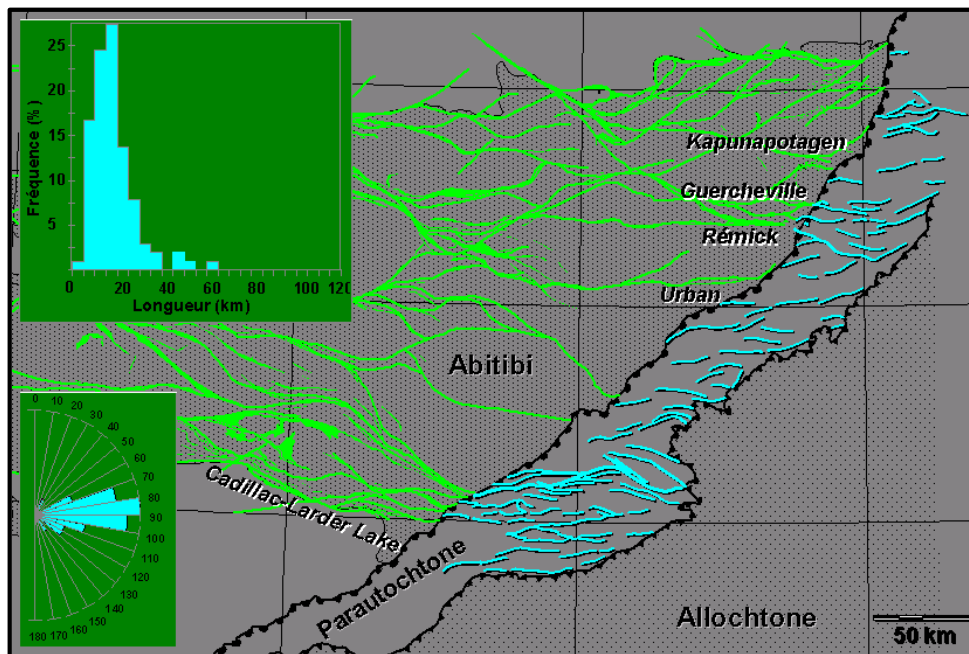 25
20
15
10
5
Fréquence (%)
0
20
40
60
80
100
120
Longueur (km)
Kapunapotagen
Guercheville
Rémick
Urban
Abitibi
0
10
20
30
40
50
60
70
80
90
100
110
120
130
140
150
160
170
180
Cadillac-Larder Lake
Parautochtone
Allochtone
50 km